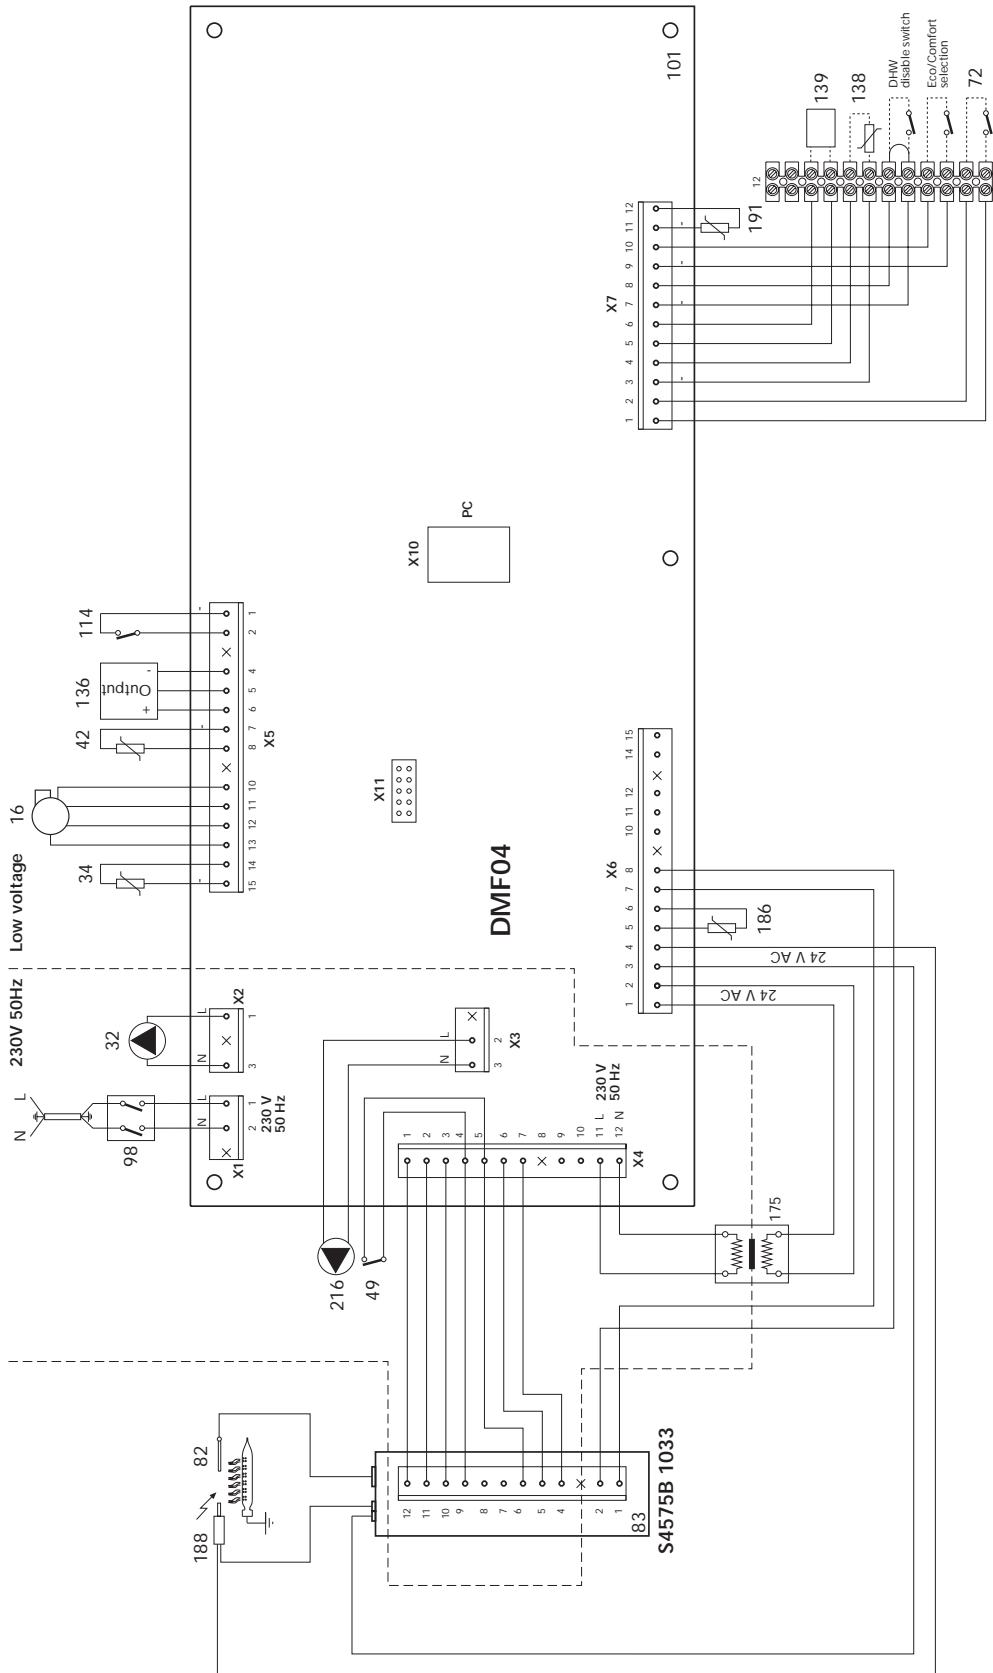 230V 50Hz
Low voltage
N
L
98
32
34
16
42
136
114
+
Output
-
101
N
L
2
1
X1
230 V
50 Hz
N
L
3
1
X2
15
14
13
12
11
10
8
7
6
5
4
2
1
X5
X10
PC
X11
DMF04
X3
N
L
3
2
X4
1
2
3
4
5
6
7
8
9
10
11 L
12 N
230 V
50 Hz
216
49
175
X6
1
2
3
4
5
6
7
8
10
11
12
14
15
24 V AC
24 V AC
186
X7
1
2
3
4
5
6
7
8
9
10
11
12
191
12
139
138
DHW
disable switch
Eco/Comfort
selection
72
188
82
12
11
10
9
8
7
6
5
4
2
1
83
S4575B 1033